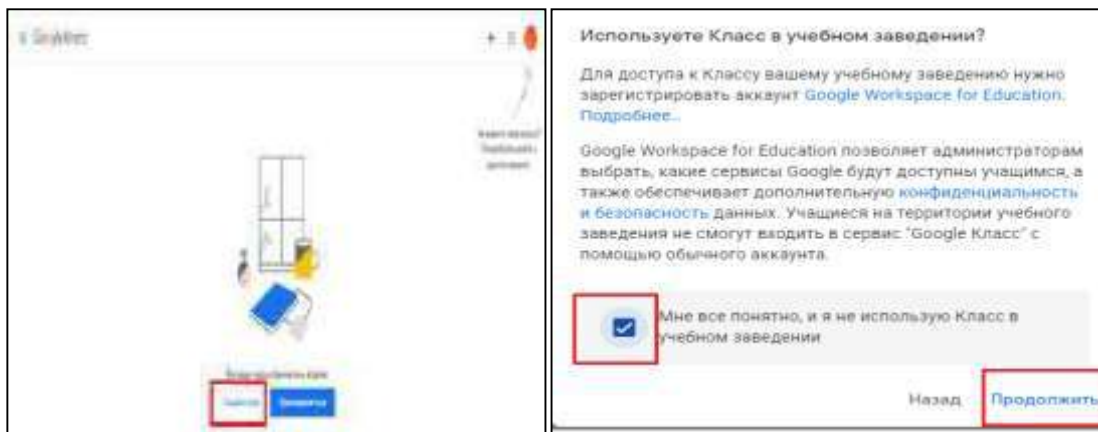 Используете Класс в учебном заведении?
Для доступа к Классу вашему учебному заведению нужно
зарегистрировать аккаунт Google Workspace for Education.
Подробнее...
Google Workspace for Education позволяет администраторам
выбрать, какие сервисы Google будут доступны учащимся, а
также обеспечивает дополнительную конфиденциальность
и безопасность данных. Учащиеся на территории учебного
заведения не смогут входить в сервис "Google Класс" с
помощью обычного аккаунта.
Мне все понятно, и я не использую Класс в
учебном заведении
Назад Продолжить